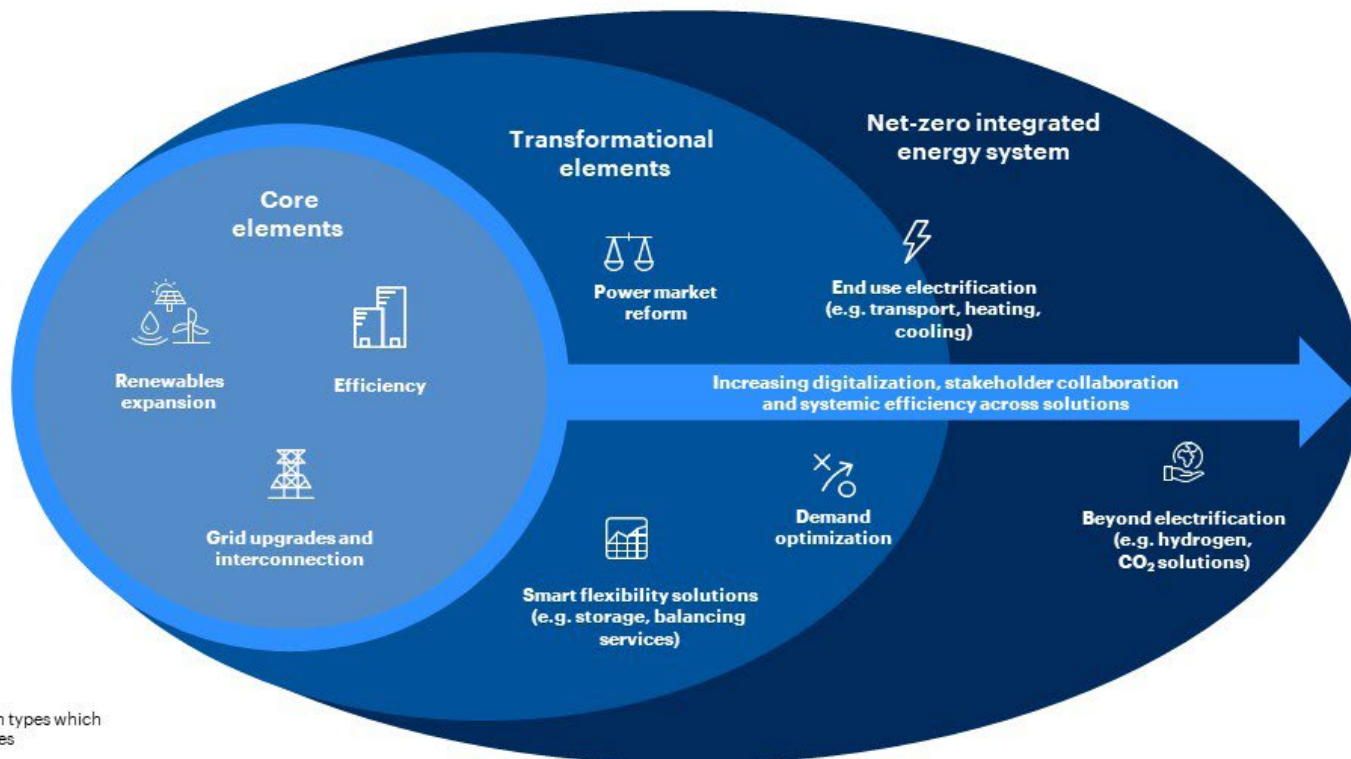 Core
elements
Renewables
expansion
Efficiency
Grid upgrades and
interconnection
Transformational
elements
Power market
reform
Smart flexibility solutions
(e.g. storage, balancing
services)
Demand
optimization
Net-zero integrated
energy system
End use electrification
(e.g. transport, heating,
cooling)
Increasing digitalization, stakeholder collaboration
and systemic efficiency across solutions
Beyond electrification
(e.g. hydrogen,
CO₂ solutions)
types which